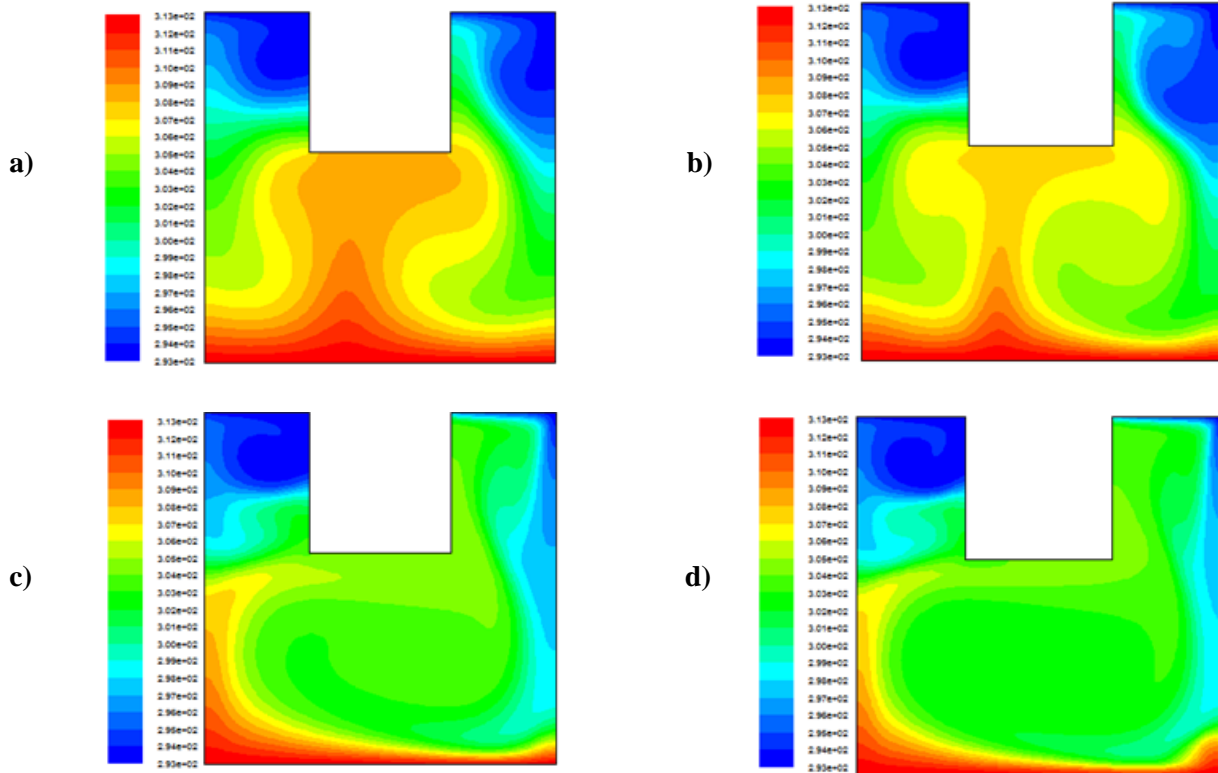 a)
3.13e+02
3.12e+02
3.11e+02
3.10e+02
3.09e+02
3.08e+02
3.07e+02
3.06e+02
3.05e+02
3.04e+02
3.03e+02
3.02e+02
3.01e+02
3.00e+02
2.99e+02
2.98e+02
2.97e+02
2.96e+02
2.95e+02
2.94e+02
2.93e+02
b)
3.13e+02
3.12e+02
3.11e+02
3.10e+02
3.09e+02
3.08e+02
3.07e+02
3.06e+02
3.05e+02
3.04e+02
3.03e+02
3.02e+02
3.01e+02
3.00e+02
2.99e+02
2.98e+02
2.97e+02
2.96e+02
2.95e+02
2.94e+02
2.93e+02
c)
3.13e+02
3.12e+02
3.11e+02
3.10e+02
3.09e+02
3.08e+02
3.07e+02
3.06e+02
3.05e+02
3.04e+02
3.03e+02
3.02e+02
3.01e+02
3.00e+02
2.99e+02
2.98e+02
2.97e+02
2.96e+02
2.95e+02
2.94e+02
2.93e+02
d)
3.13e+02
3.12e+02
3.11e+02
3.10e+02
3.09e+02
3.08e+02
3.07e+02
3.06e+02
3.05e+02
3.04e+02
3.03e+02
3.02e+02
3.01e+02
3.00e+02
2.99e+02
2.98e+02
2.97e+02
2.96e+02
2.95e+02
2.94e+02
2.93e+02